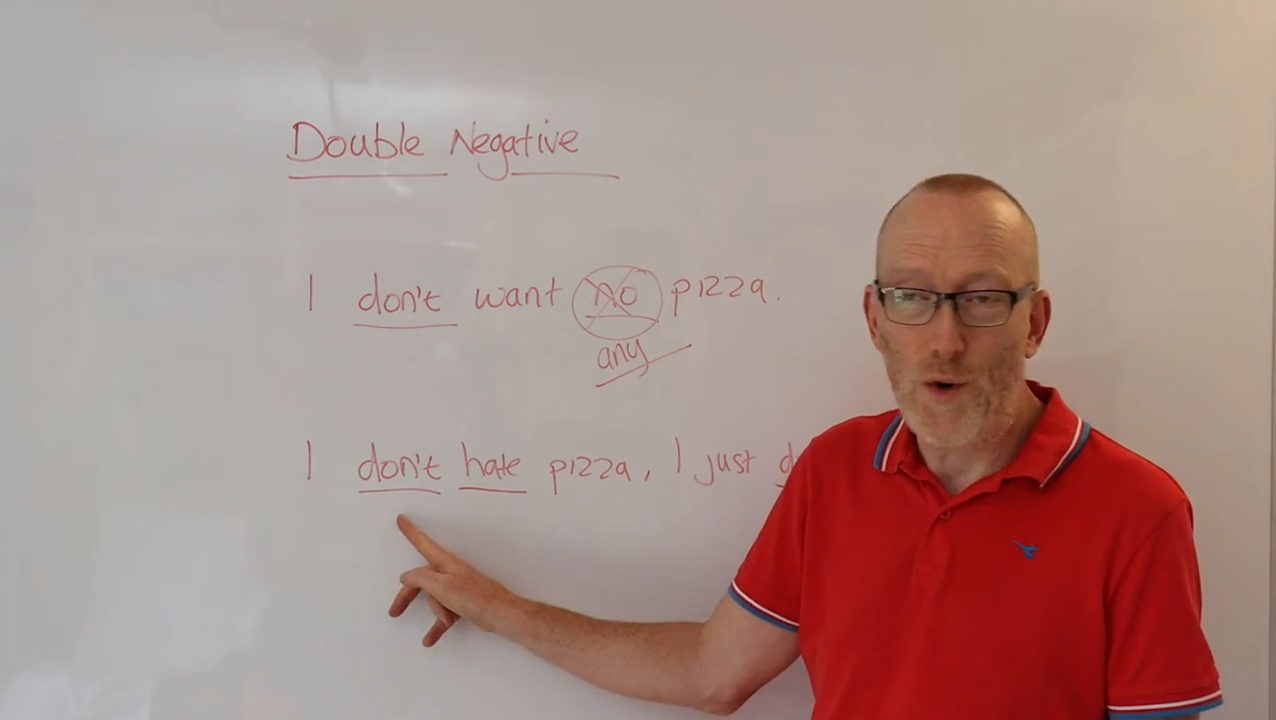 Double Negative
I don't want no pizza.
any
I don't hate pizza, I just